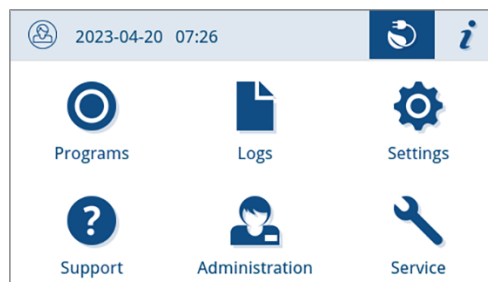 2023-04-20 07:26
Programs Logs Settings
Support Administration Service